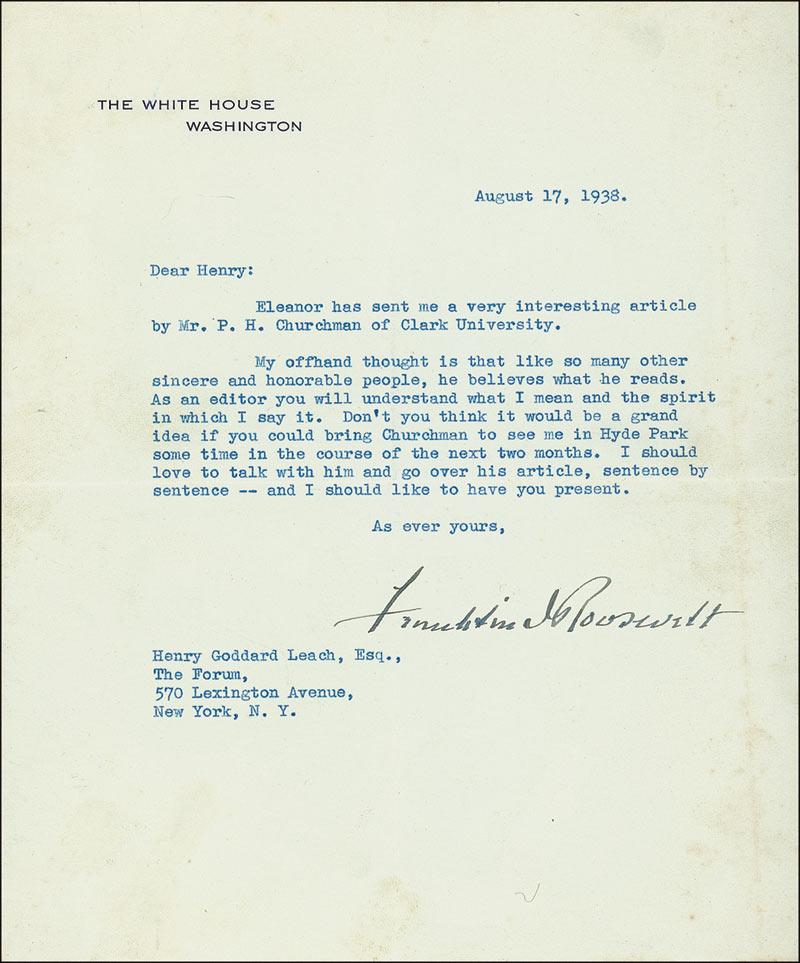 THE WHITE HOUSE
WASHINGTON
August 17, 1938.
Dear Henry:
Eleanor has sent me a very interesting article
by Mr. P. H. Churchman of Clark University.
My offhand thought is that like so many other
sincere and honorable people, he believes what he reads.
As an editor you will understand what I mean and the spirit
in which I say it. Don't you think it would be a grand
idea if you could bring Churchman to see me in Hyde Park
some time in the course of the next two months. I should
love to talk with him and go over his article, sentence by
sentence -- and I should like to have you present.
As ever yours,
Franklin D Roosevelt
Henry Goddard Leach, Esq.,
The Forum,
570 Lexington Avenue,
New York, N. Y.